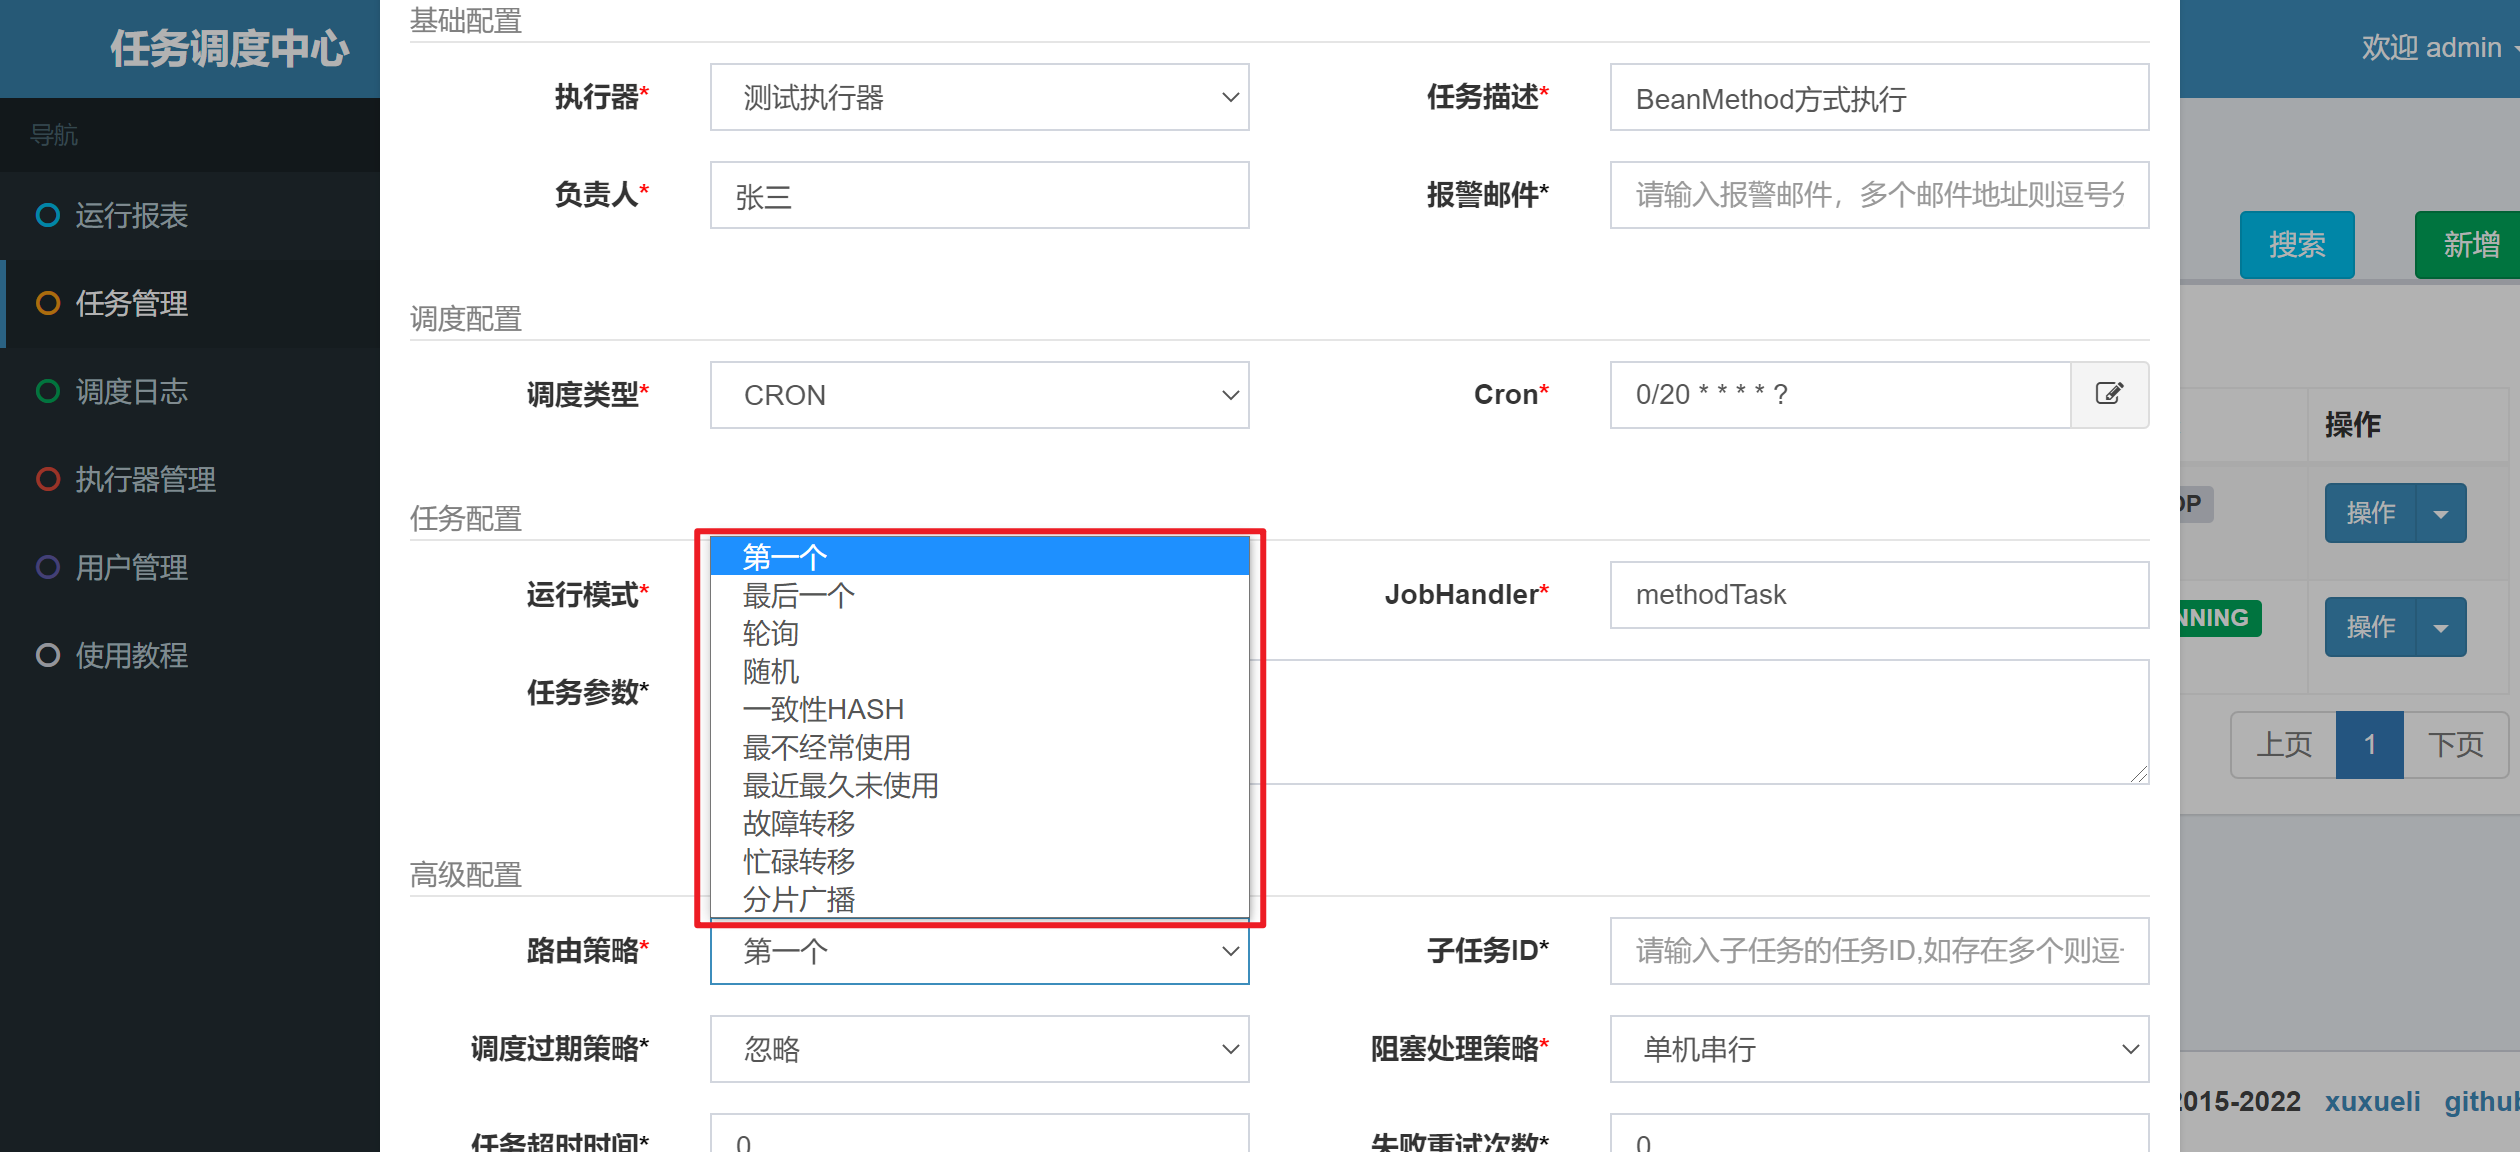 任务调度中心
欢迎 admin
导航
运行报表
任务管理
调度日志
执行器管理
用户管理
使用教程
基础配置
执行器*
测试执行器
任务描述*
BeanMethod方式执行
负责人*
张三
报警邮件*
请输入报警邮件，多个邮件地址则逗号分
搜索
新增
调度配置
调度类型*
CRON
Cron*
0/20 * * * * ?
操作
任务配置
第一个
最后一个
轮询
随机
一致性HASH
最不经常使用
最近最久未使用
故障转移
忙碌转移
分片广播
运行模式*
JobHandler*
methodTask
OP
操作
NNING
操作
任务参数*
上页
1
下页
高级配置
路由策略*
第一个
子任务ID*
请输入子任务的任务ID,如存在多个则逗
调度过期策略*
忽略
阻塞处理策略*
单机串行
2015-2022
xuxueli
github
任务超时时间*
0
失败重试次数*
0